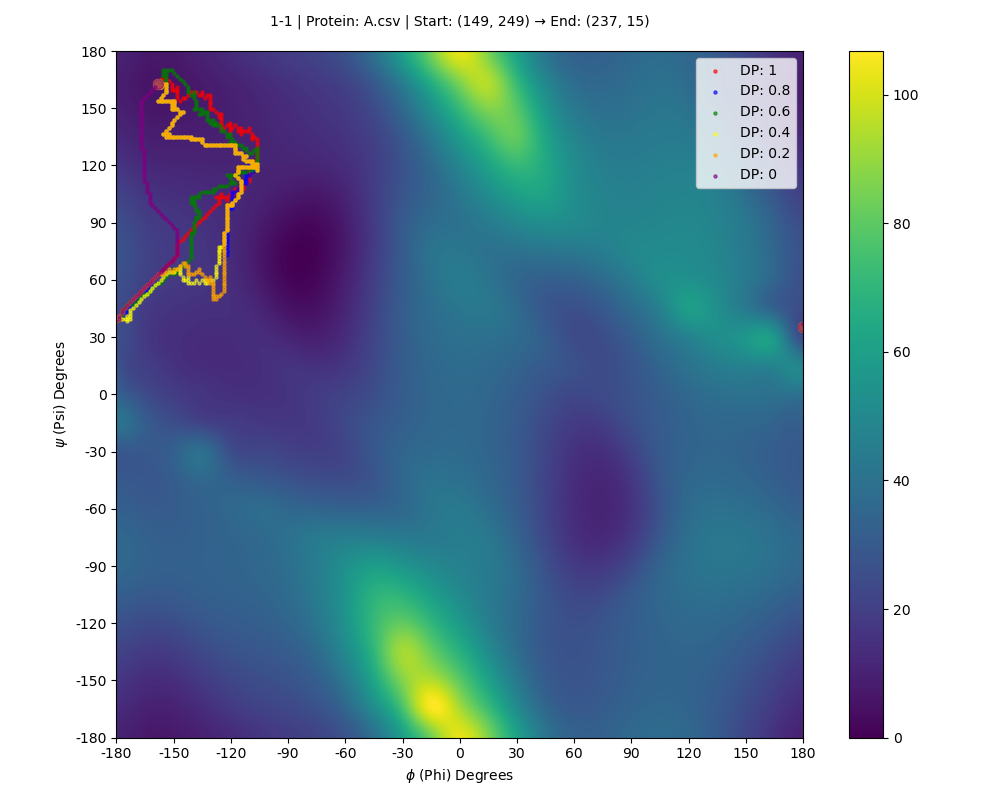 1-1 | Protein: A.csv | Start: (149, 249) → End: (237, 15)
DP: 1
DP: 0.8
DP: 0.6
DP: 0.4
DP: 0.2
DP: 0
180
150
120
90
60
30
0
-30
-60
-90
-120
-150
-180
ψ (Psi) Degrees
-180 -150 -120 -90 -60 -30 0 30 60 90 120 150 180
ϕ (Phi) Degrees
100
80
60
40
20
0